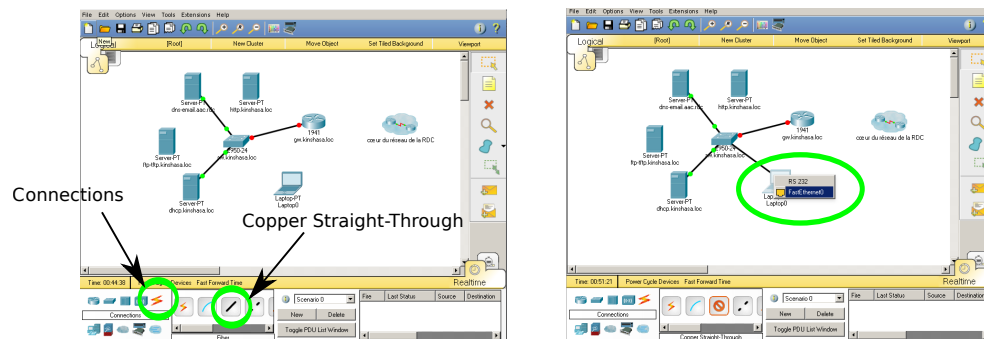 File Edit Options View Tools Extensions Help
New
Logical [Root] New Cluster Move Object Set Tiled Background Viewport
Server-PT
dns-email.aac.rdc
Server-PT
http.kinshasa.loc
1941
gw.kinshasa.loc
cœur du réseau de la RDC
Server-PT
ftp-tftp.kinshasa.loc
2950-24
sw.kinshasa.loc
Server-PT
dhcp.kinshasa.loc
Laptop-PT
Laptop0
Connections
Copper Straight-Through
Time: 00:44:38 Power Cycle Devices Fast Forward Time Realtime
Connections
Fiber
Scenario 0
New Delete
Toggle PDU List Window
Fire Last Status Source Destination
File Edit Options View Tools Extensions Help
Logical [Root] New Cluster Move Object Set Tiled Background Viewport
Server-PT
dns-email.aac.rdc
Server-PT
http.kinshasa.loc
1941
gw.kinshasa.loc
cœur du réseau de la RDC
Server-PT
ftp-tftp.kinshasa.loc
2950-24
sw.kinshasa.loc
RS 232
FastEthernet0
Server-PT
dhcp.kinshasa.loc
Laptop0
Time: 00:51:21 Power Cycle Devices Fast Forward Time Realtime
Connections
Copper Straight-Through
Scenario 0
New Delete
Toggle PDU List Window
Fire Last Status Source Destination